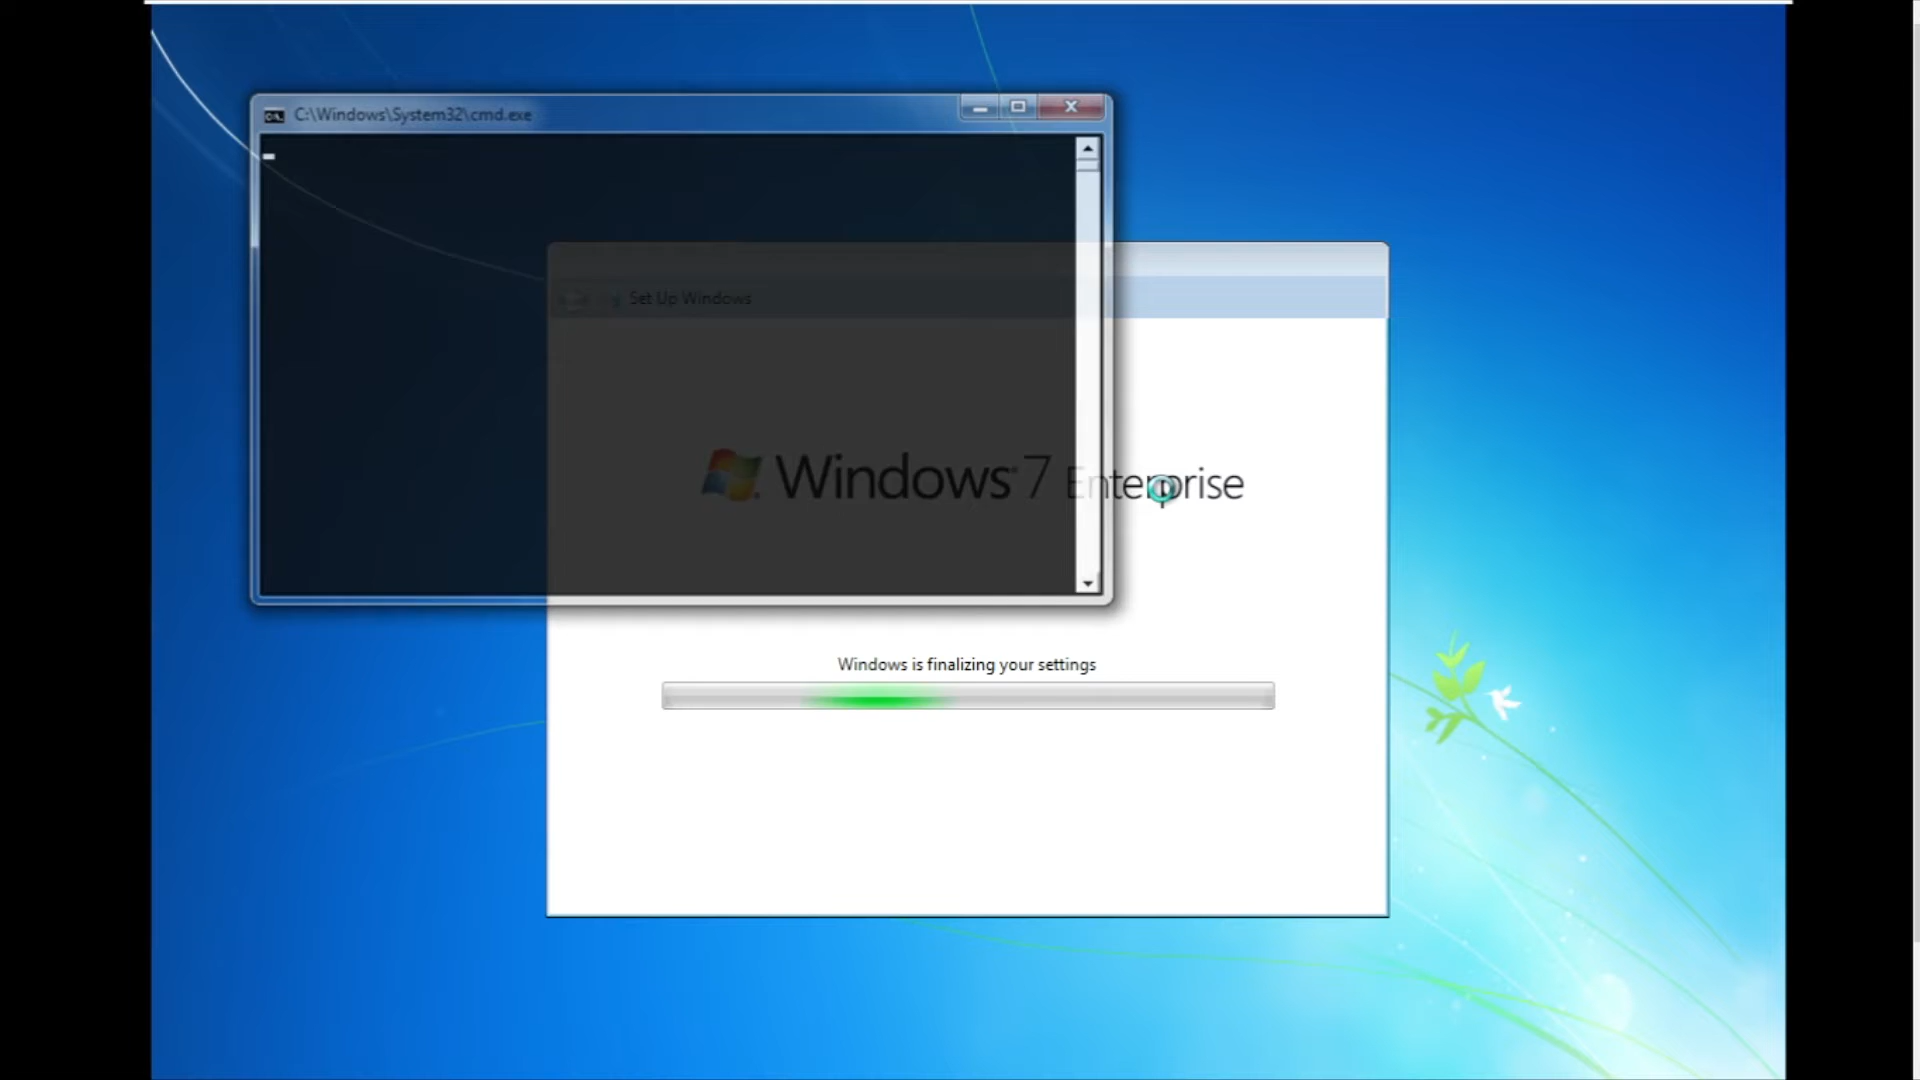 C:\Windows\System32\cmd.exe
Set Up Windows
Windows 7 Enterprise
Windows is finalizing your settings